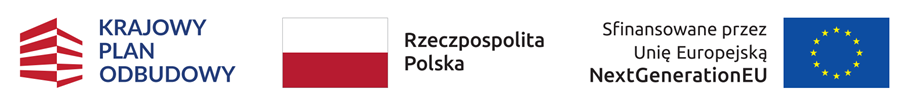 KRAJOWY
PLAN
ODBUDOWY
Rzeczpospolita
Polska
Sfinansowane przez
Unię Europejską
NextGenerationEU